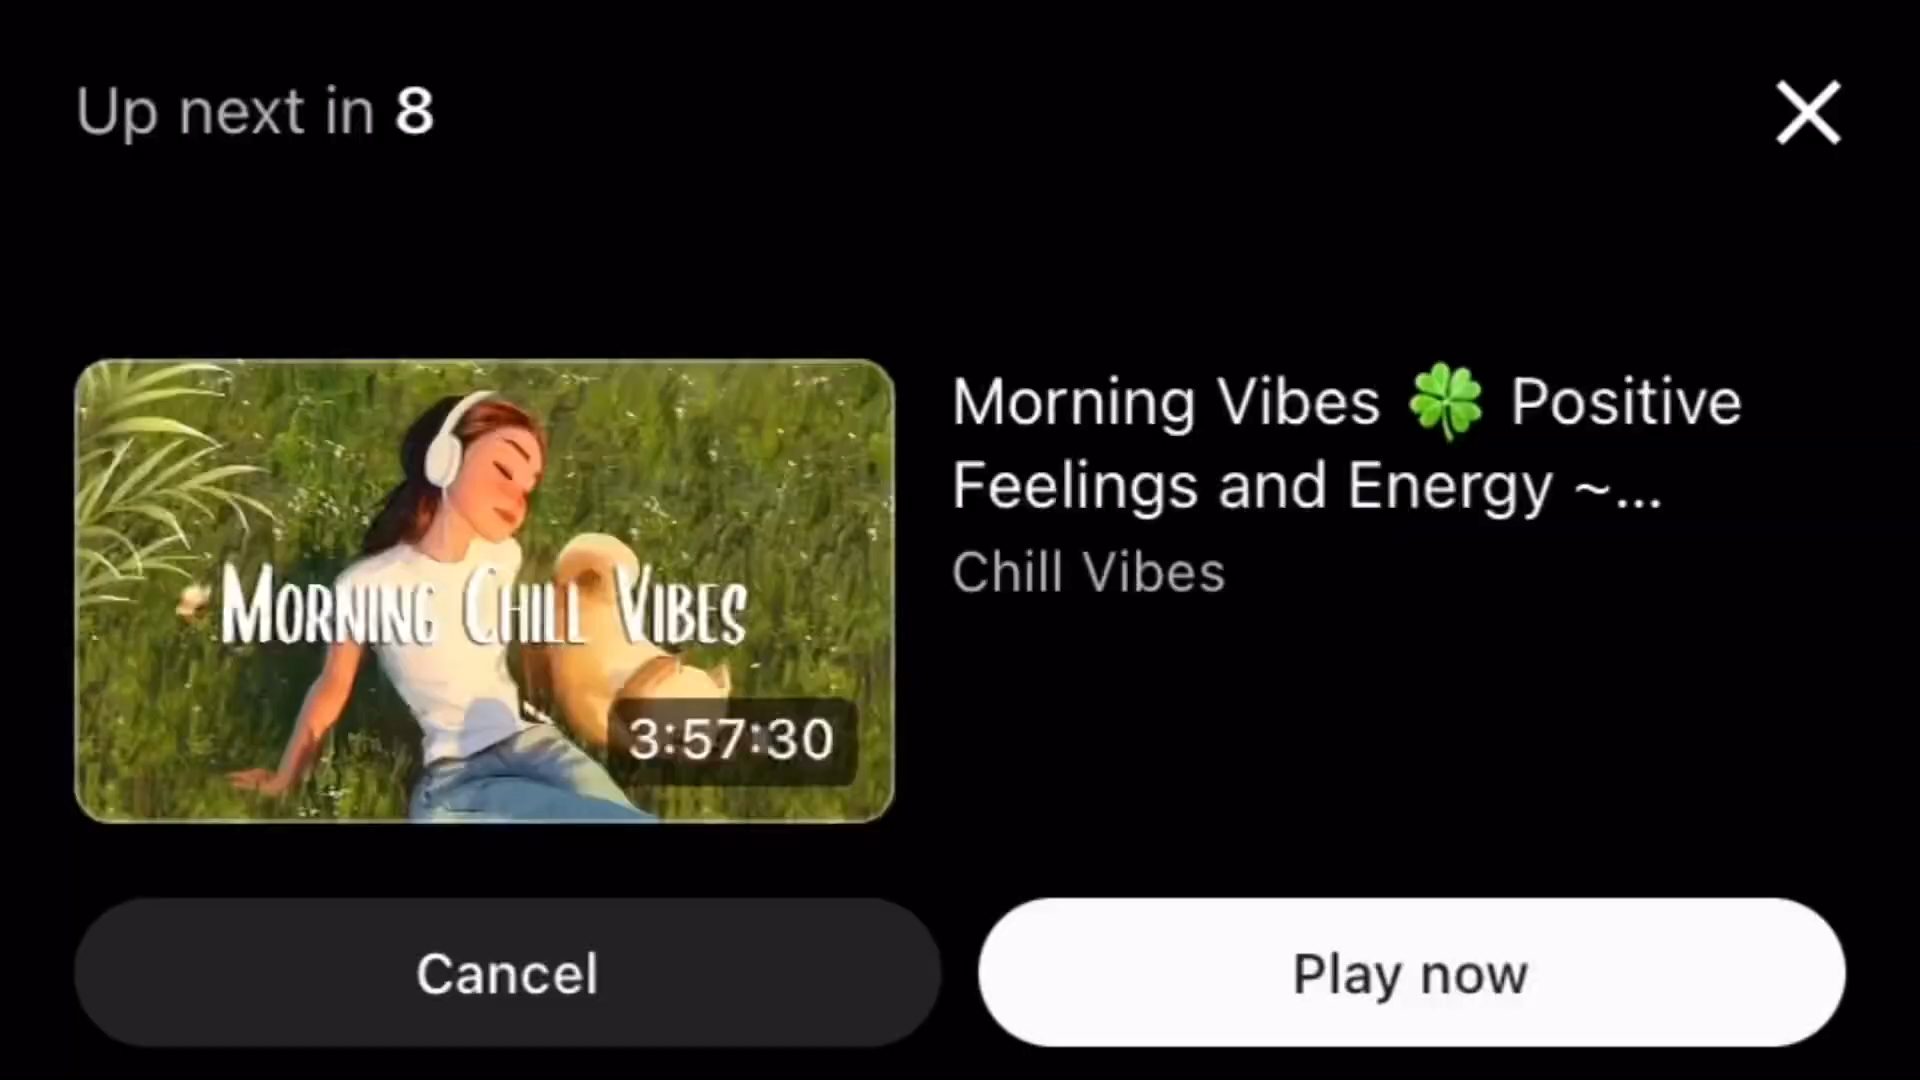 Up next in 8
MORNING CHILL VIBES
3:57:30
Morning Vibes 🍀 Positive
Feelings and Energy ~...
Chill Vibes
Cancel
Play now